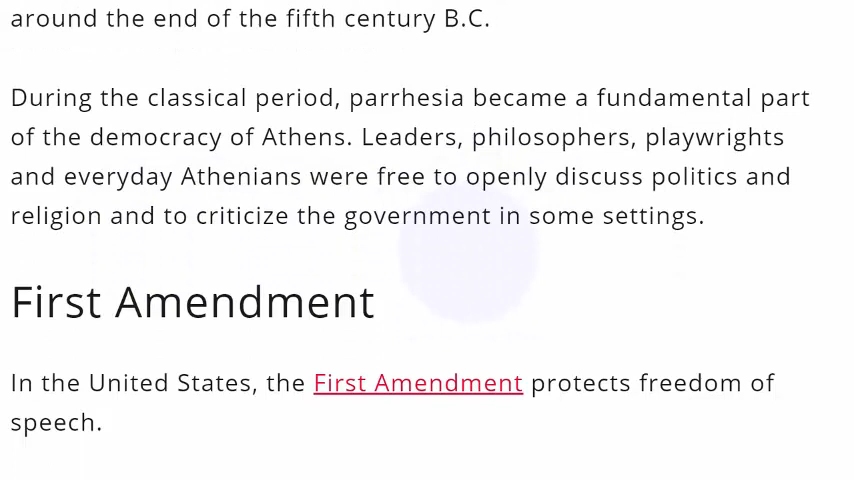 around the end of the fifth century B.C.
During the classical period, parrhesia became a fundamental part
of the democracy of Athens. Leaders, philosophers, playwrights
and everyday Athenians were free to openly discuss politics and
religion and to criticize the government in some settings.
First Amendment
In the United States, the First Amendment protects freedom of
speech.